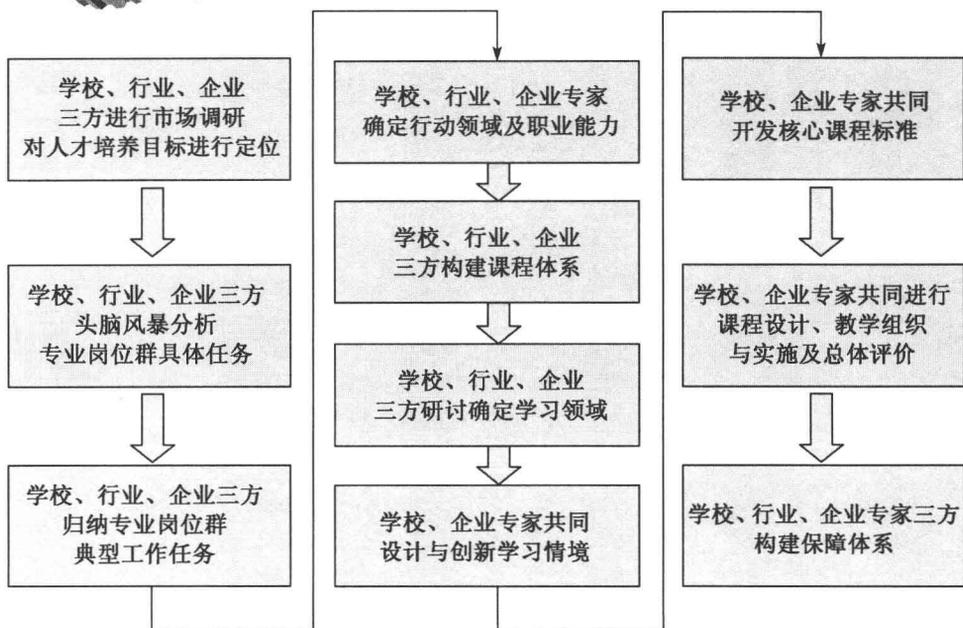 学校、行业、企业
三方进行市场调研
对人才培养目标进行定位
学校、行业、企业三方
头脑风暴分析
专业岗位群具体任务
学校、行业、企业三方
归纳专业岗位群
典型工作任务
学校、行业、企业专家
确定行动领域及职业能力
学校、行业、企业
三方构建课程体系
学校、行业、企业
三方研讨确定学习领域
学校、企业专家共同
设计与创新学习情境
学校、企业专家共同
开发核心课程标准
学校、企业专家共同进行
课程设计、教学组织
与实施及总体评价
学校、行业、企业专家三方
构建保障体系